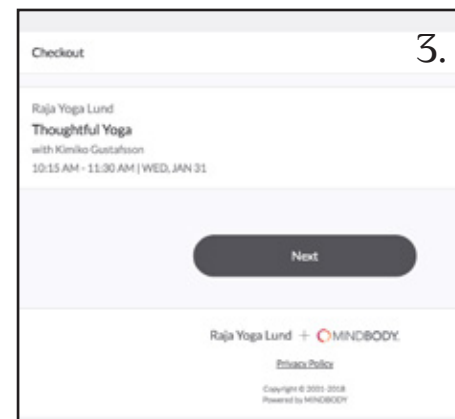 Checkout
3.
Raja Yoga Lund
Thoughtful Yoga
with Kimiko Gustafsson
10:15 AM - 11:30 AM | WED, JAN 31
Next
Raja Yoga Lund + MINDBODY.
Privacy Policy
Copyright © 2001-2018
Powered by MINDBODY